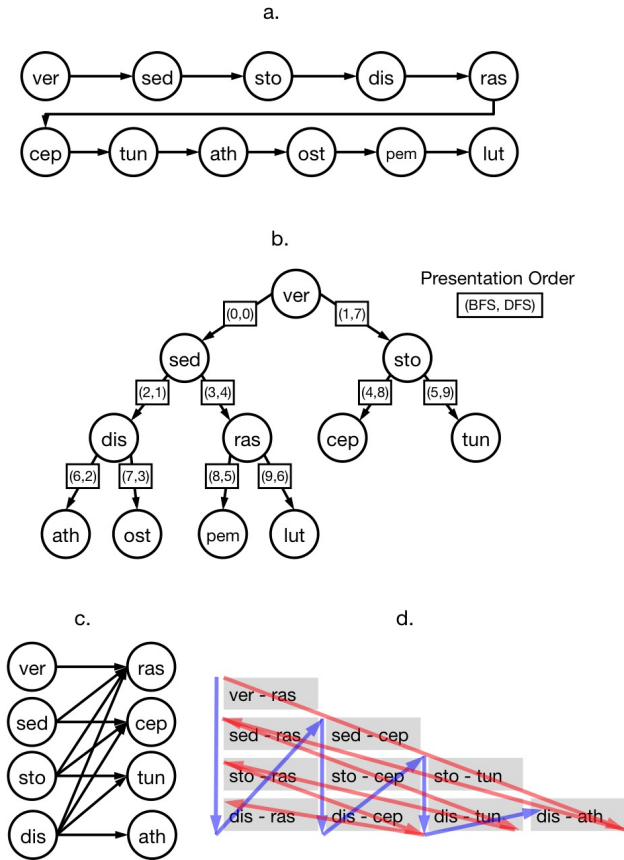 a.
ver sed sto dis ras
cep tun ath ost pem lut
b.
Presentation Order
(BFS, DFS)
ver
(0,0) (1,7)
sed sto
(2,1) (3,4) (4,8) (5,9)
dis ras cep tun
(6,2) (7,3) (8,5) (9,6)
ath ost pem lut
c.
ver ras
sed cep
sto tun
dis ath
d.
ver - ras
sed - ras sed - cep
sto - ras sto - cep sto - tun
dis - ras dis - cep dis - tun dis - ath